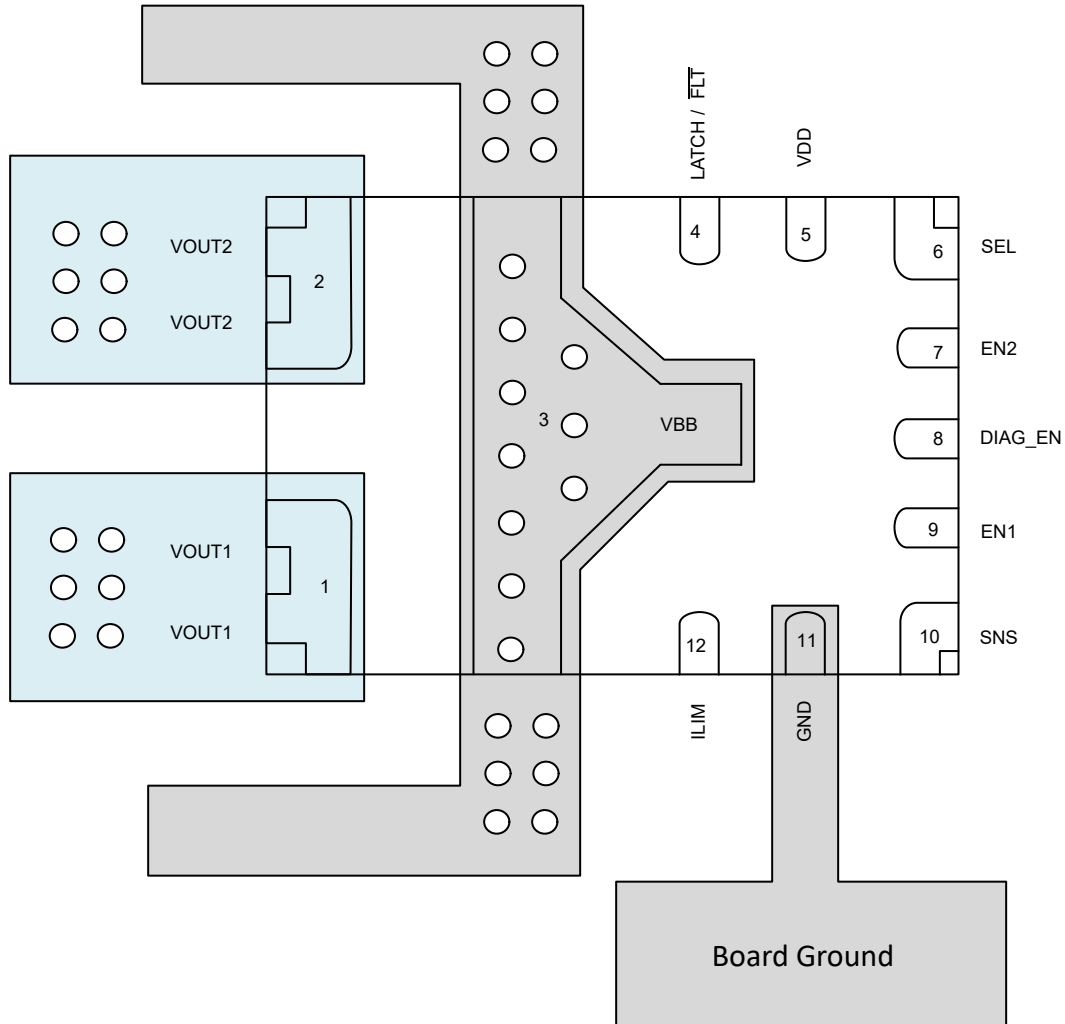 LATCH / FLT
VDD
4
5
6
SEL
VOUT2
2
VOUT2
7
EN2
3
VBB
8
DIAG_EN
9
EN1
VOUT1
1
VOUT1
12
11
10
SNS
ILIM
GND
Board Ground